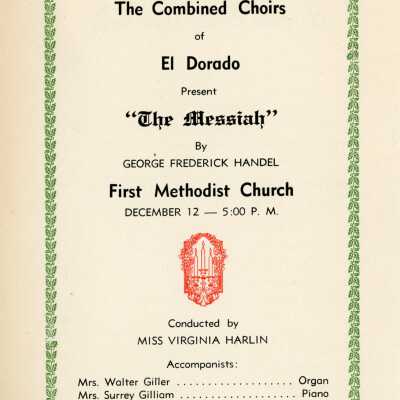 The Combined Choirs
of
El Dorado
Present
"The Messiah"
By
GEORGE FREDERICK HANDEL
First Methodist Church
DECEMBER 12 — 5:00 P. M.
Conducted by
MISS VIRGINIA HARLIN
Accompanists:
Mrs. Walter Giller .................... Organ
Mrs. Surrey Gilliam .................... Piano